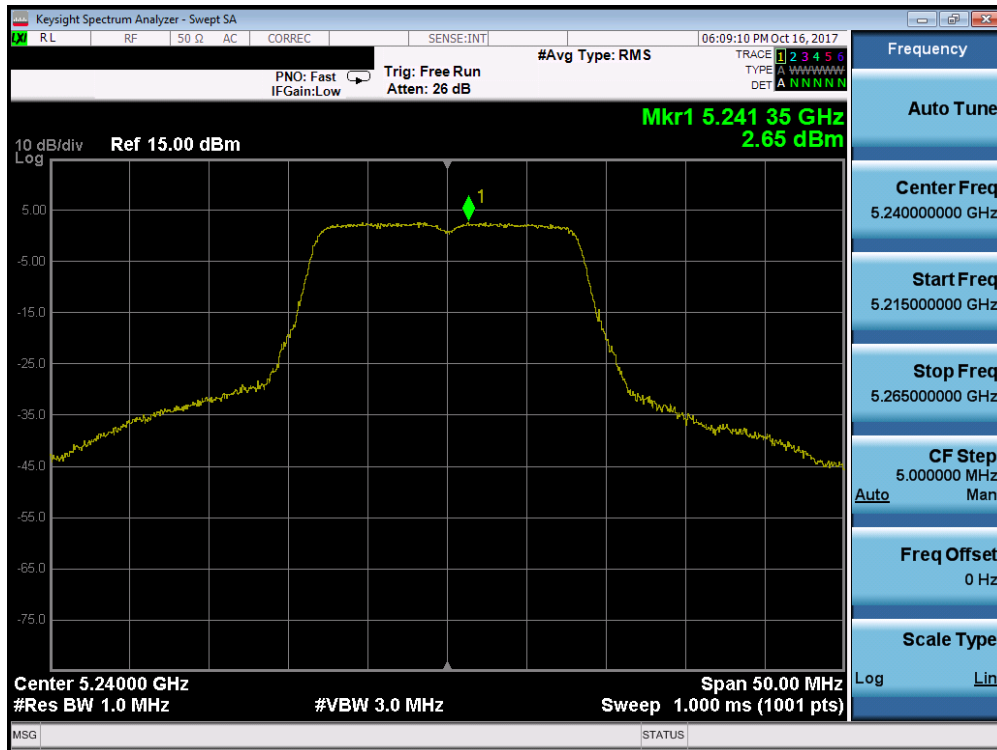 Keysight Spectrum Analyzer - Swept SA
LXI RL RF 50 Ω AC CORREC SENSE:INT 06:09:10 PM Oct 16, 2017
#Avg Type: RMS TRACE 1 2 3 4 5 6
PNO: Fast Trig: Free Run TYPE A WWWWW
IFGain:Low Atten: 26 dB DET A N N N N N
Mkr1 5.241 35 GHz
2.65 dBm
10 dB/div Ref 15.00 dBm
Log
1
5.00
-5.00
-15.0
-25.0
-35.0
-45.0
-55.0
-65.0
-75.0
Center 5.24000 GHz Span 50.00 MHz
#Res BW 1.0 MHz #VBW 3.0 MHz Sweep 1.000 ms (1001 pts)
MSG STATUS
Frequency
Auto Tune
Center Freq
5.240000000 GHz
Start Freq
5.215000000 GHz
Stop Freq
5.265000000 GHz
CF Step
5.000000 MHz
Auto Man
Freq Offset
0 Hz
Scale Type
Log Lin